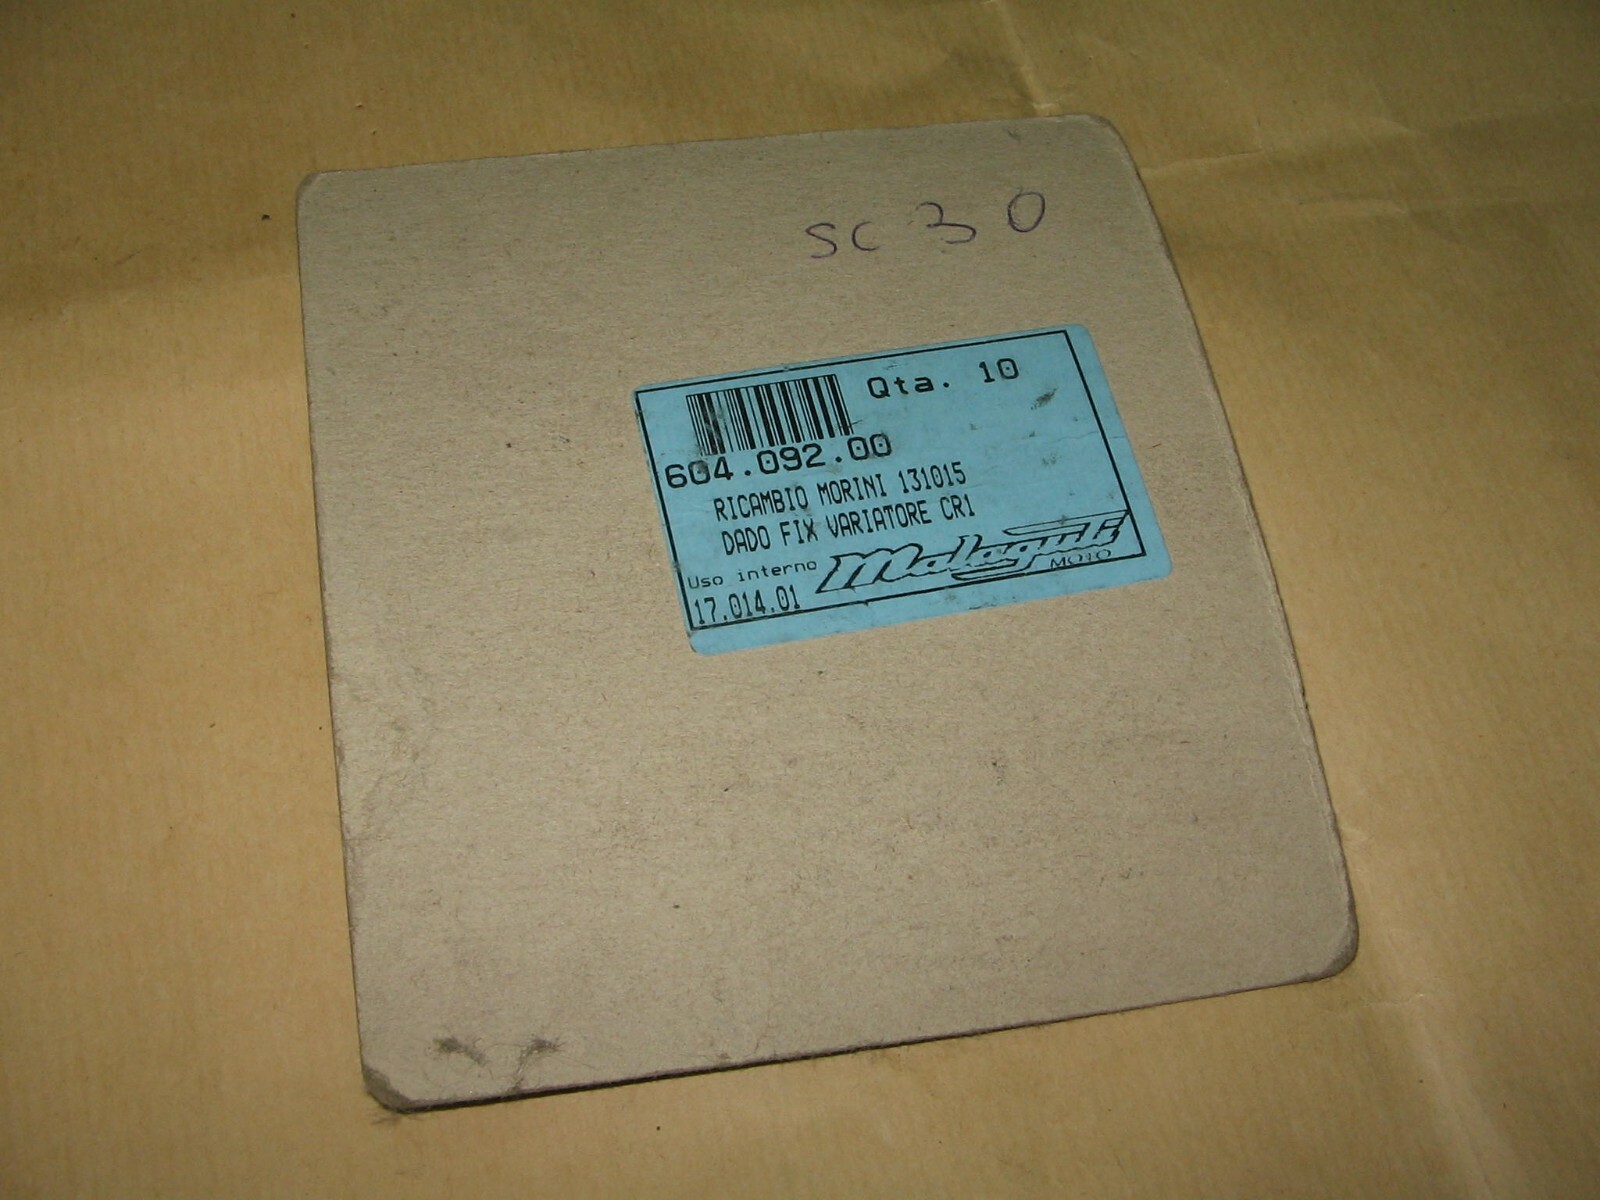 SC 30
Qta. 10
604.092.00
RICAMBIO MORINI 131015
DADO FIX VARIATORE CR1
Uso interno
Malaguti
MOTO
17.014.01